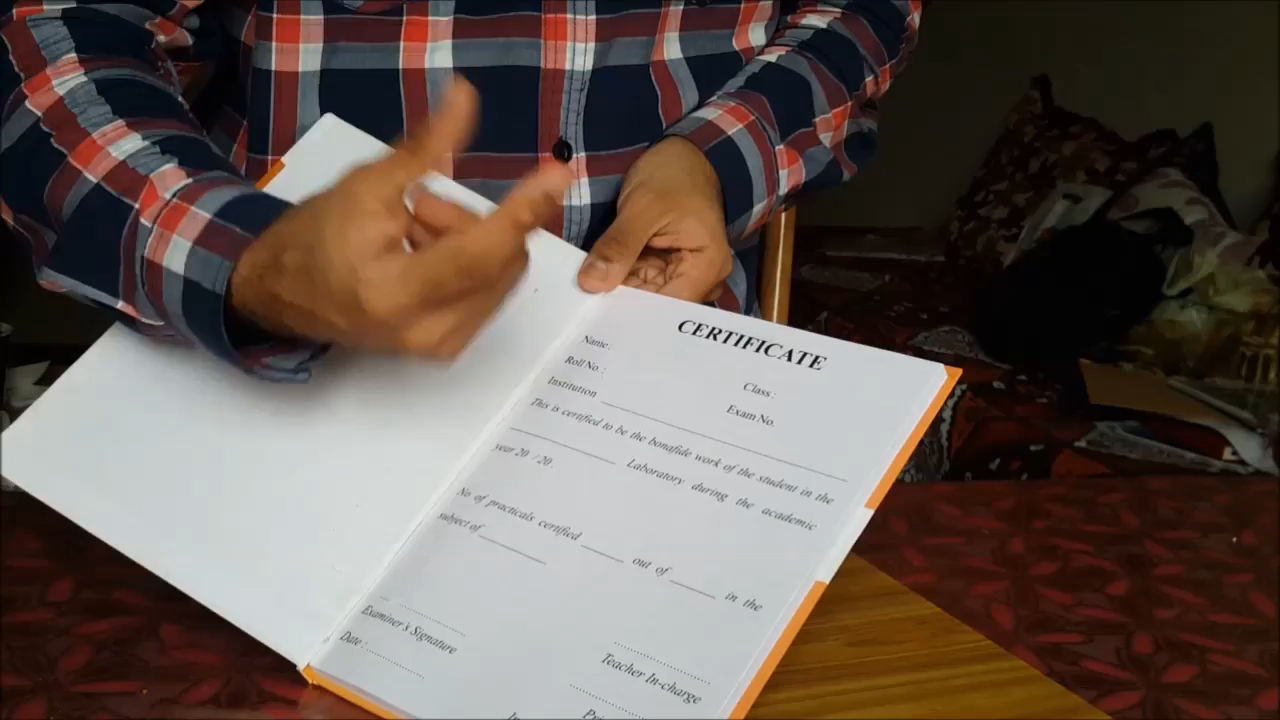 CERTIFICATE
Name:
Roll No.: Class:
Institution Exam No.
This is certified to be the bonafide work of the student in the
Laboratory during the academic
year 20 / 20 .
No of practicals certified out of in the
subject of
Examiner's Signature
Teacher In-charge
Date: